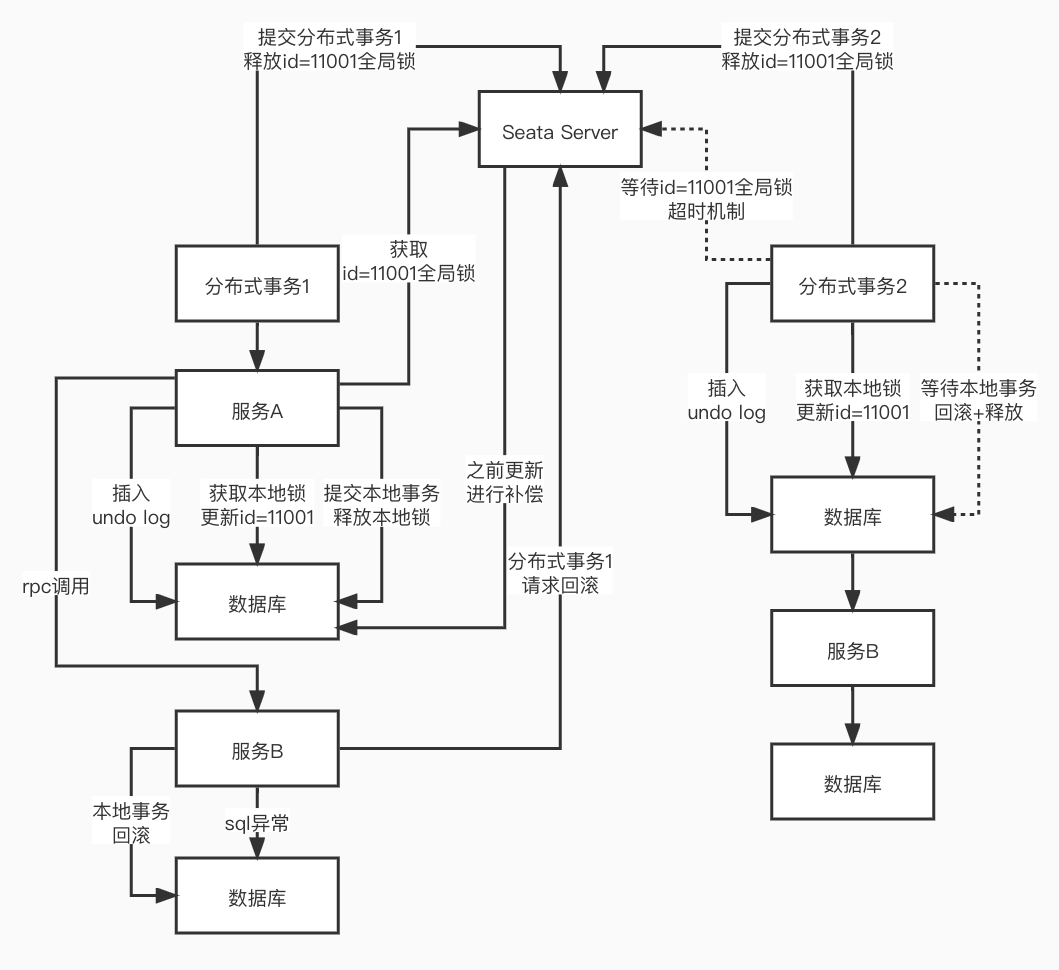 提交分布式事务1
释放id=11001全局锁
提交分布式事务2
释放id=11001全局锁
Seata Server
等待id=11001全局锁
超时机制
获取
id=11001全局锁
分布式事务1
分布式事务2
服务A
插入
undo log
获取本地锁
更新id=11001
等待本地事务
回滚+释放
之前更新
进行补偿
插入
undo log
获取本地锁
更新id=11001
提交本地事务
释放本地锁
数据库
分布式事务1
请求回滚
rpc调用
数据库
服务B
服务B
数据库
本地事务
回滚
sql异常
数据库